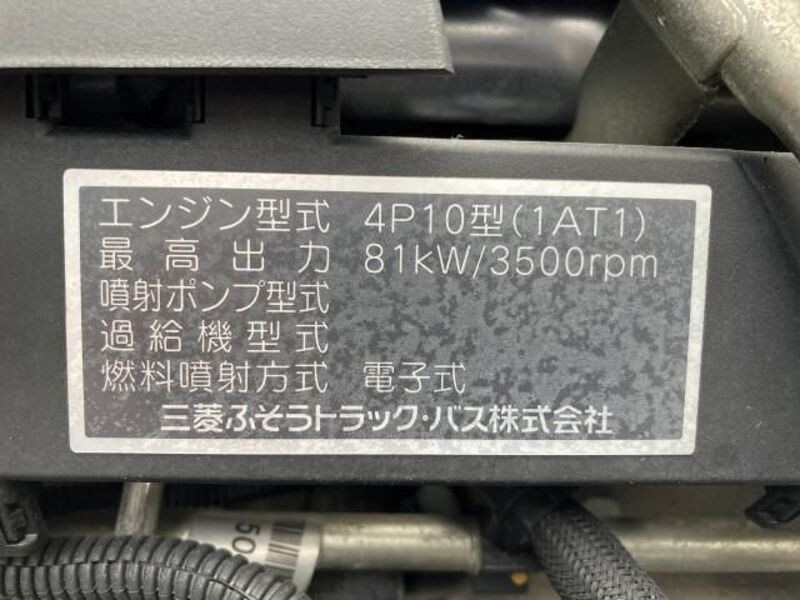 エンジン型式 4P10型(1AT1)
最高出力 81kW/3500rpm
噴射ポンプ型式
過給機型式
燃料噴射方式 電子式
三菱ふそうトラック・バス株式会社
50